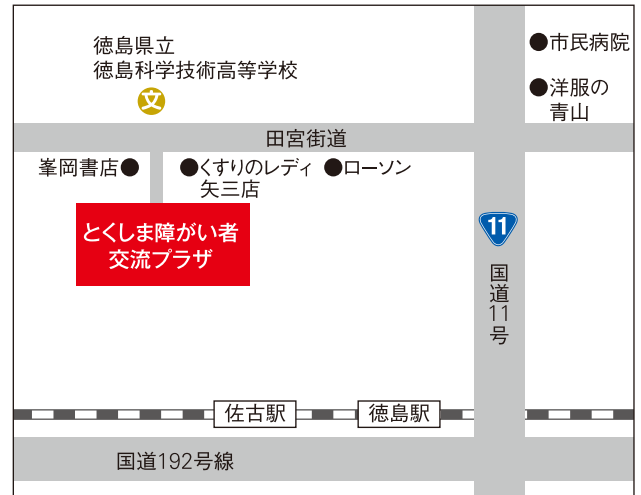 徳島県立
徳島科学技術高等学校
文
●市民病院
●洋服の
青山
田宮街道
峯岡書店●
●くすりのレディ
矢三店
●ローソン
とくしま障がい者
交流プラザ
11
国道11号
佐古駅
徳島駅
国道192号線